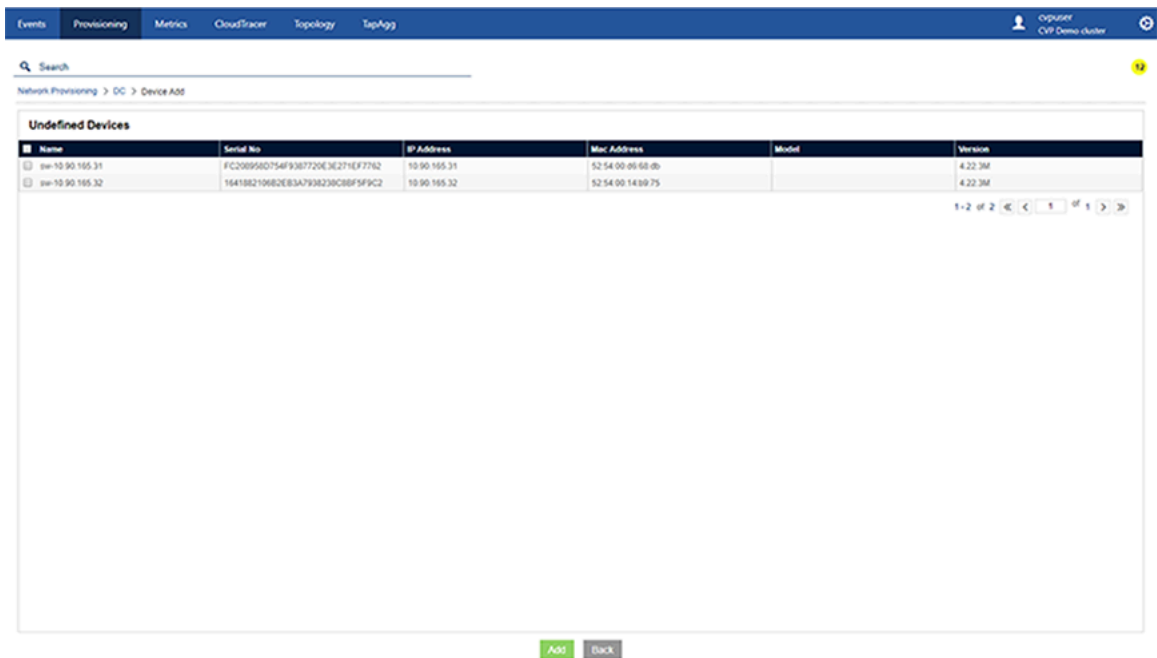 Events Provisioning Metrics CloudTracer Topology TapAgg cvpuser
CVP Demo cluster
Search
12
Network Provisioning > DC > Device Add
Undefined Devices
Name Serial No IP Address Mac Address Model Version
sw-10.90.165.31 FC208958D754F9387720E3E271EF7762 10.90.165.31 52:54:00:d6:68:db 4.22.3M
sw-10.90.165.32 1641882106B2EB3A7938238C8BF5F9C2 10.90.165.32 52:54:00:14:b9:75 4.22.3M
1-2 of 2 « < 1 of 1 > »
Add Back